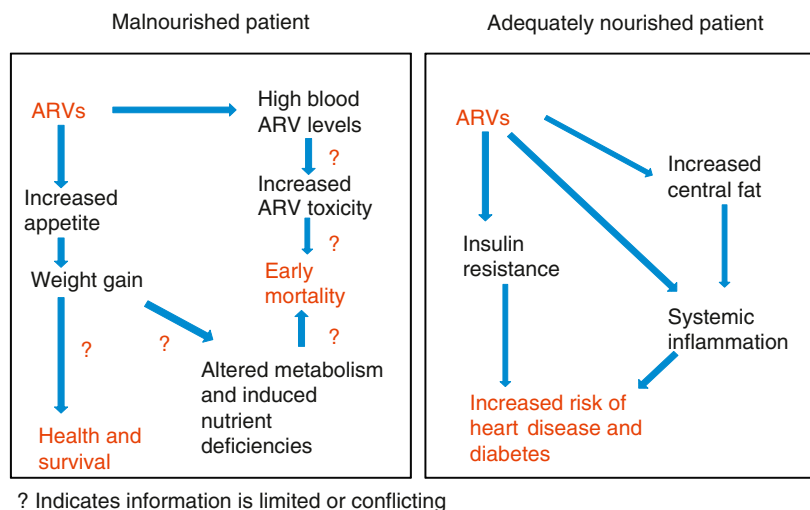 Malnourished patient
ARVs
High blood
ARV levels
?
Increased
ARV toxicity
?
Early
mortality
?
Increased
appetite
Weight gain
?
?
Altered metabolism
and induced
nutrient
deficiencies
Health and
survival
Adequately nourished patient
ARVs
Increased
central fat
Insulin
resistance
Systemic
inflammation
Increased risk of
heart disease and
diabetes
? Indicates information is limited or conflicting